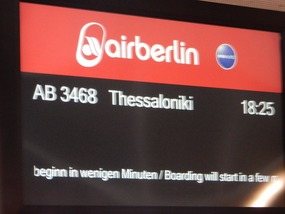 airberlin
AB 3468 Thessaloniki 18:25
beginn in wenigen Minuten / Boarding will start in a few